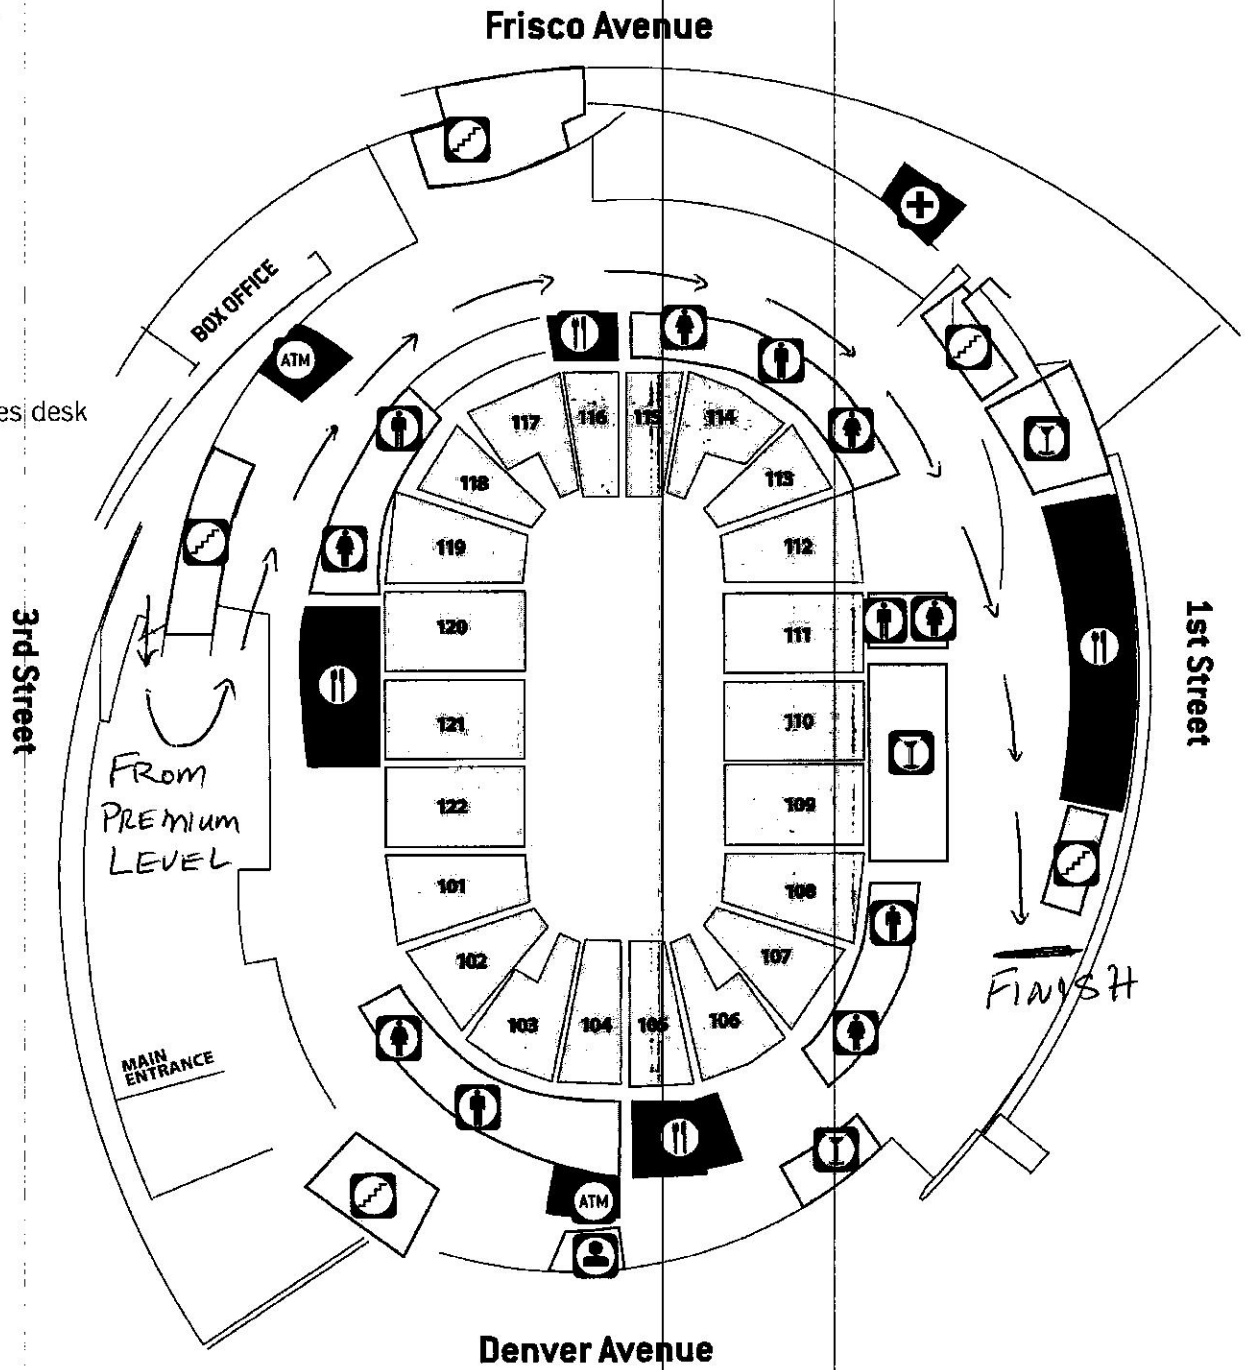 Frisco Avenue
BOX OFFICE
ATM
es desk
117
116
115
114
118
113
119
112
120
111
3rd Street
1st Street
121
110
FROM
PREMIUM
LEVEL
122
109
101
108
102
107
FINISH
103
104
105
106
MAIN
ENTRANCE
ATM
Denver Avenue